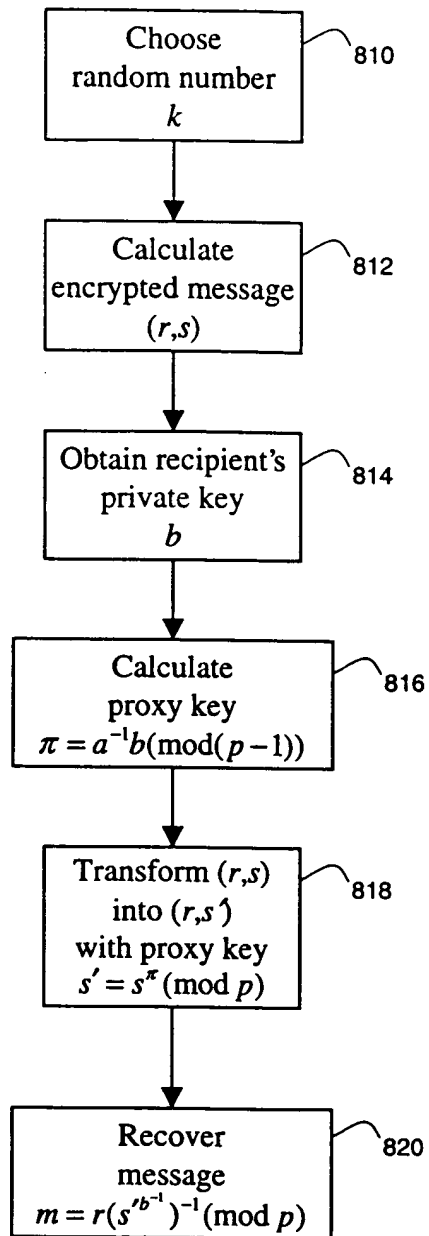 Choose
random number
k
810
Calculate
encrypted message
(r,s)
812
Obtain recipient's
private key
b
814
Calculate
proxy key
π = a⁻¹b(mod(p − 1))
816
Transform (r,s)
into (r,s′)
with proxy key
s′ = s^π (mod p)
818
Recover
message
m = r(s′^b⁻¹)⁻¹(mod p)
820